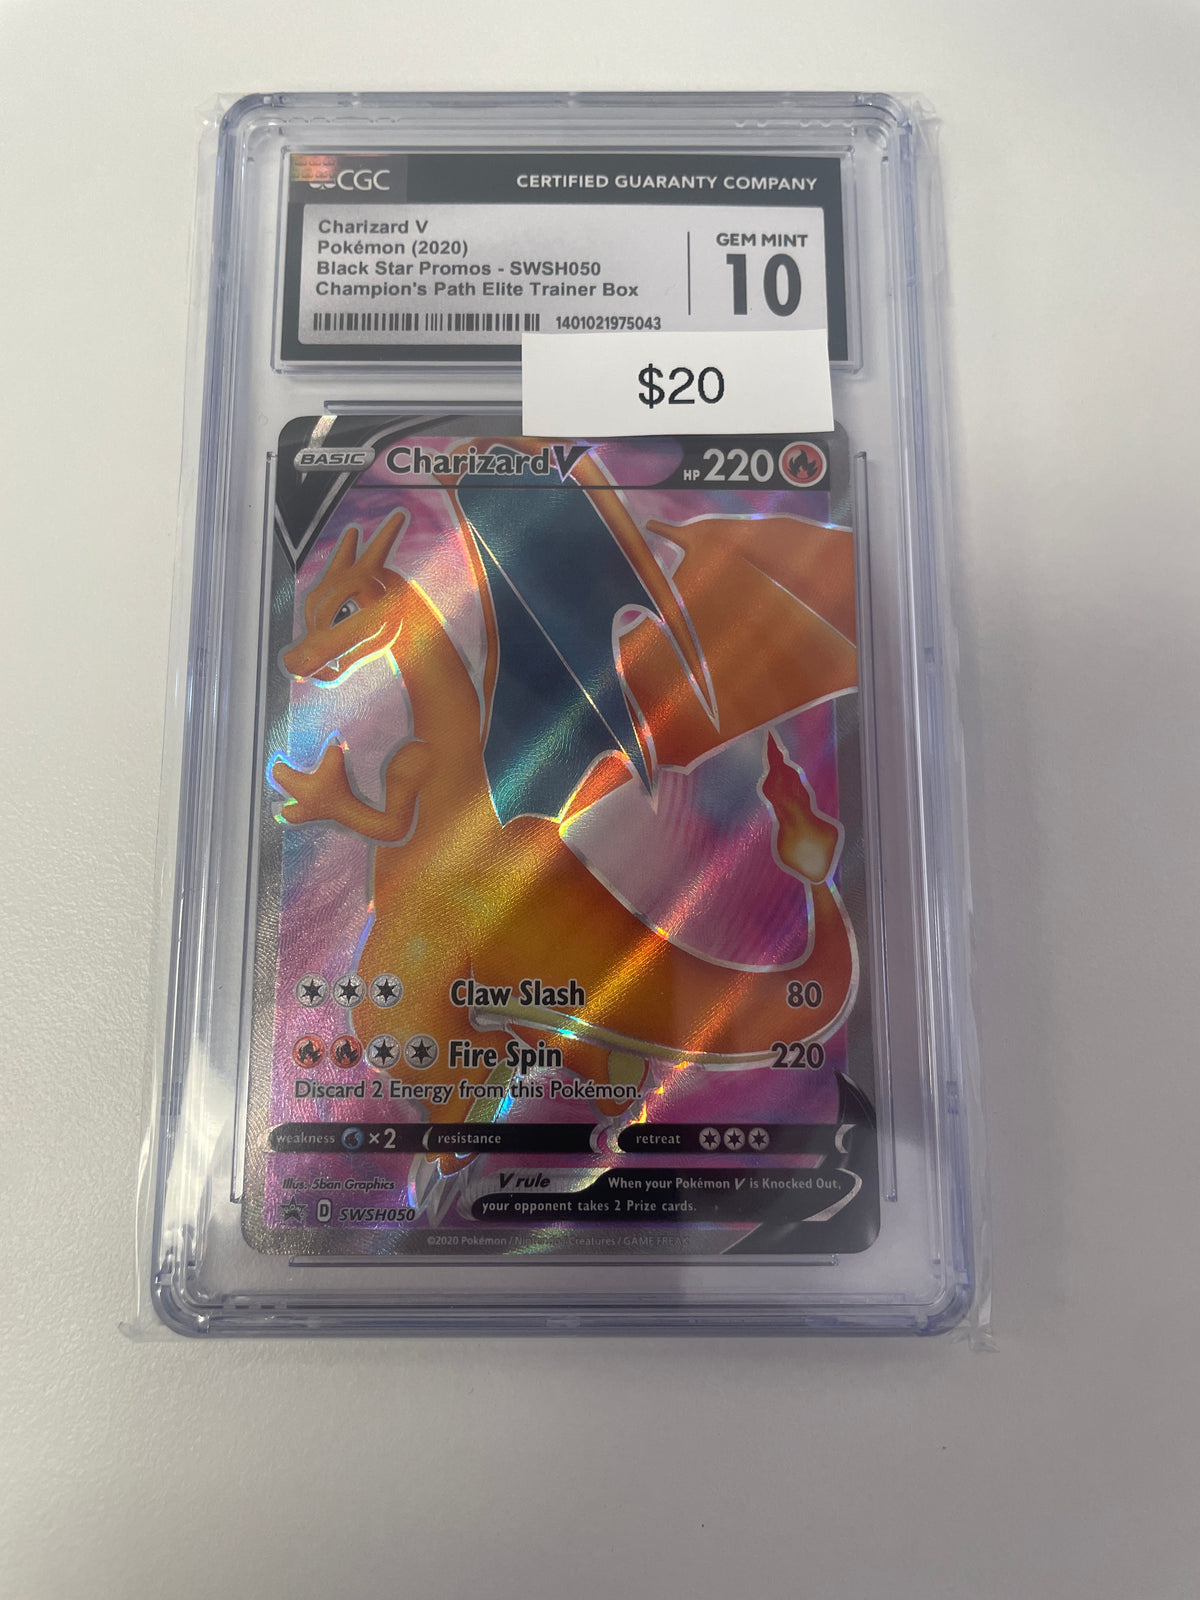 CGC
CERTIFIED GUARANTY COMPANY
Charizard V
Pokémon (2020)
Black Star Promos - SWSH050
Champion's Path Elite Trainer Box
1401021975043
GEM MINT
10
$20
BASIC
Charizard V
HP 220
Claw Slash 80
Fire Spin 220
Discard 2 Energy from this Pokémon.
weakness ×2 resistance retreat
Illus. 5ban Graphics
V rule When your Pokémon V is Knocked Out,
your opponent takes 2 Prize cards.
D SWSH050
©2020 Pokémon / Nintendo / Creatures / GAME FREAK